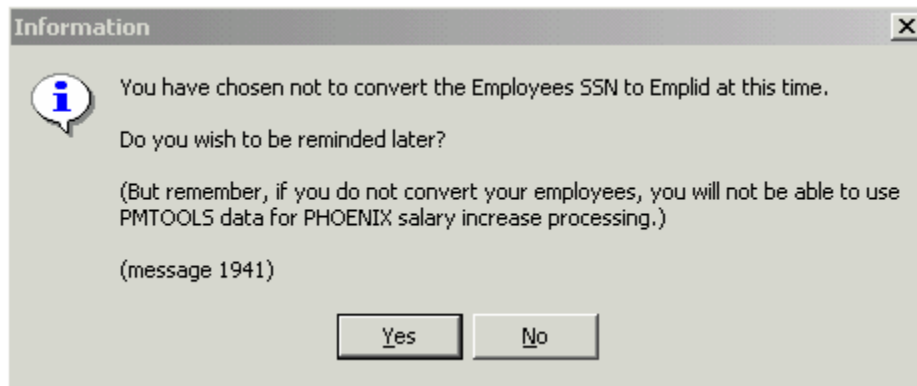 Information
You have chosen not to convert the Employees SSN to Emplid at this time.
Do you wish to be reminded later?
(But remember, if you do not convert your employees, you will not be able to use
PMTOOLS data for PHOENIX salary increase processing.)
(message 1941)
Yes No